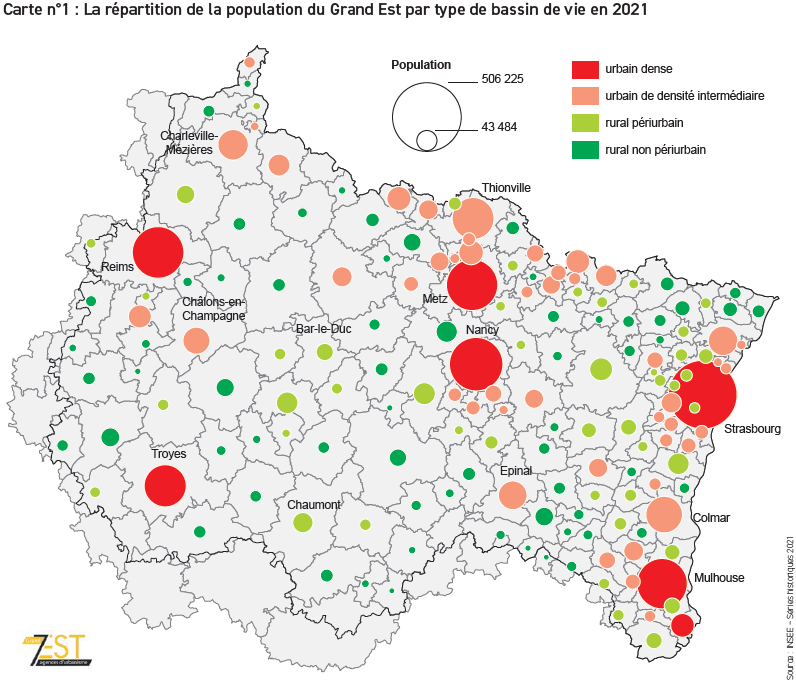 Carte n°1 : La répartition de la population du Grand Est par type de bassin de vie en 2021
Population
506 225
43 484
urbain dense
urbain de densité intermédiaire
rural périurbain
rural non périurbain
Charleville-
Mézières
Thionville
Reims
Metz
Châlons-en-
Champagne
Bar-le-Duc
Nancy
Strasbourg
Troyes
Epinal
Chaumont
Colmar
Mulhouse
7EST
agences d'urbanisme
Source : INSEE – Séries historiques 2021